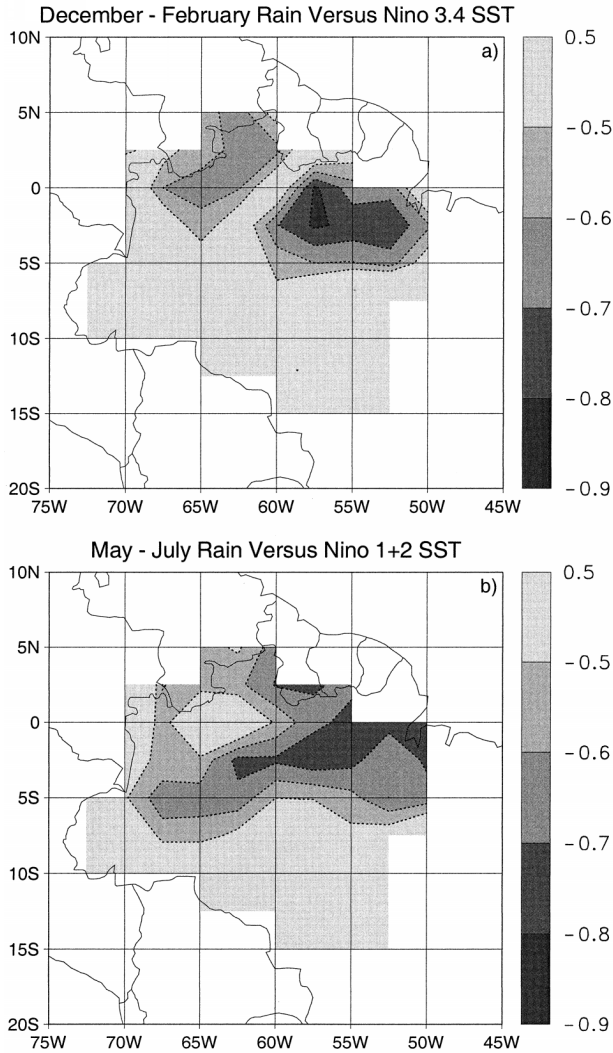 December - February Rain Versus Nino 3.4 SST
a)
10N
5N
0
5S
10S
15S
20S
75W 70W 65W 60W 55W 50W 45W
0.5
-0.5
-0.6
-0.7
-0.8
-0.9
May - July Rain Versus Nino 1+2 SST
b)
10N
5N
0
5S
10S
15S
20S
75W 70W 65W 60W 55W 50W 45W
0.5
-0.5
-0.6
-0.7
-0.8
-0.9